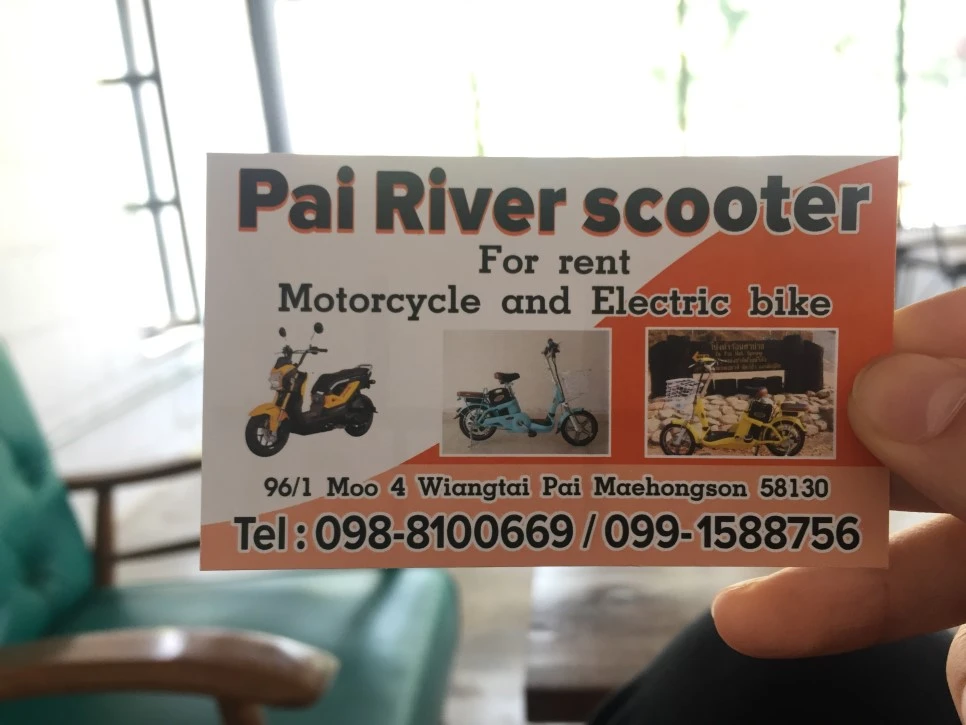 Pai River scooter
For rent
Motorcycle and Electric bike
96/1 Moo 4 Wiangtai Pai Maehongson 58130
Tel : 098-8100669 / 099-1588756